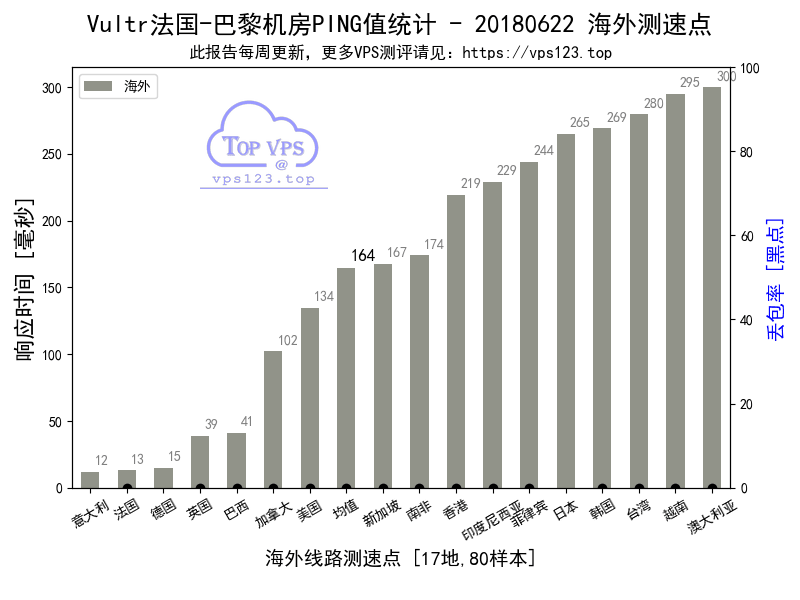 Vultr法国-巴黎机房PING值统计 - 20180622 海外测速点
此报告每周更新，更多VPS测评请见：https://vps123.top
海外
TOP VPS
@
vps123.top
响应时间 [毫秒]
300
250
200
150
100
50
0
12
13
15
39
41
102
134
164
167
174
219
229
244
265
269
280
295
300
100
80
60
40
20
0
丢包率 [黑点]
意大利
法国
德国
英国
巴西
加拿大
美国
均值
新加坡
南非
香港
印度尼西亚
菲律宾
日本
韩国
台湾
越南
澳大利亚
海外线路测速点 [17地,80样本]